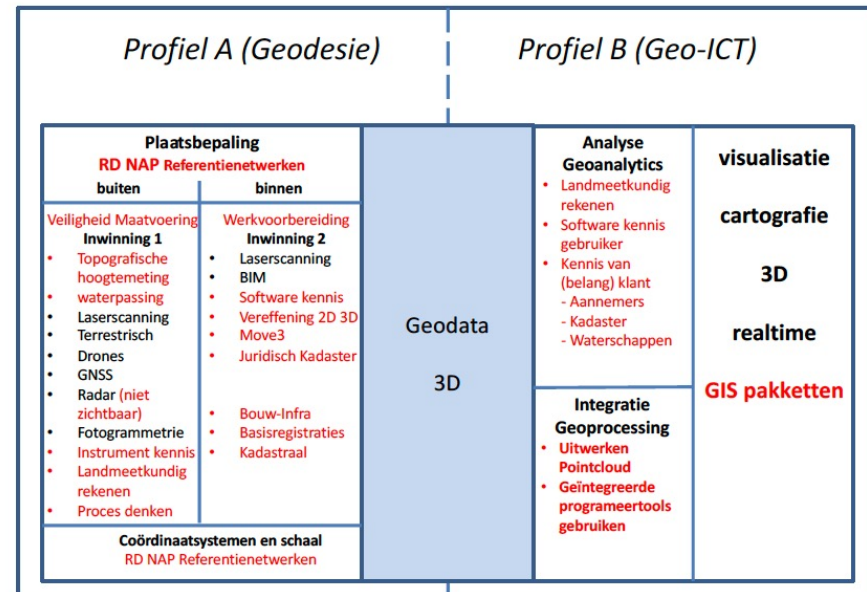 Profiel A (Geodesie)
Profiel B (Geo-ICT)
Plaatsbepaling
RD NAP Referentienetwerken
buiten
binnen
Veiligheid Maatvoering
Inwinning 1
• Topografische
hoogtemeting
• waterpassing
• Laserscanning
• Terrestrisch
• Drones
• GNSS
• Radar (niet
zichtbaar)
• Fotogrammetrie
• Instrument kennis
• Landmeetkundig
rekenen
• Proces denken
Werkvoorbereiding
Inwinning 2
• Laserscanning
• BIM
• Software kennis
• Vereffening 2D 3D
• Move3
• Juridisch Kadaster
• Bouw-Infra
• Basisregistraties
• Kadastraal
Coördinaatsystemen en schaal
RD NAP Referentienetwerken
Geodata
3D
Analyse
Geoanalytics
• Landmeetkundig
rekenen
• Software kennis
gebruiker
• Kennis van
(belang) klant
- Aannemers
- Kadaster
- Waterschappen
Integratie
Geoprocessing
• Uitwerken
Pointcloud
• Geïntegreerde
programeertools
gebruiken
visualisatie
cartografie
3D
realtime
GIS pakketten